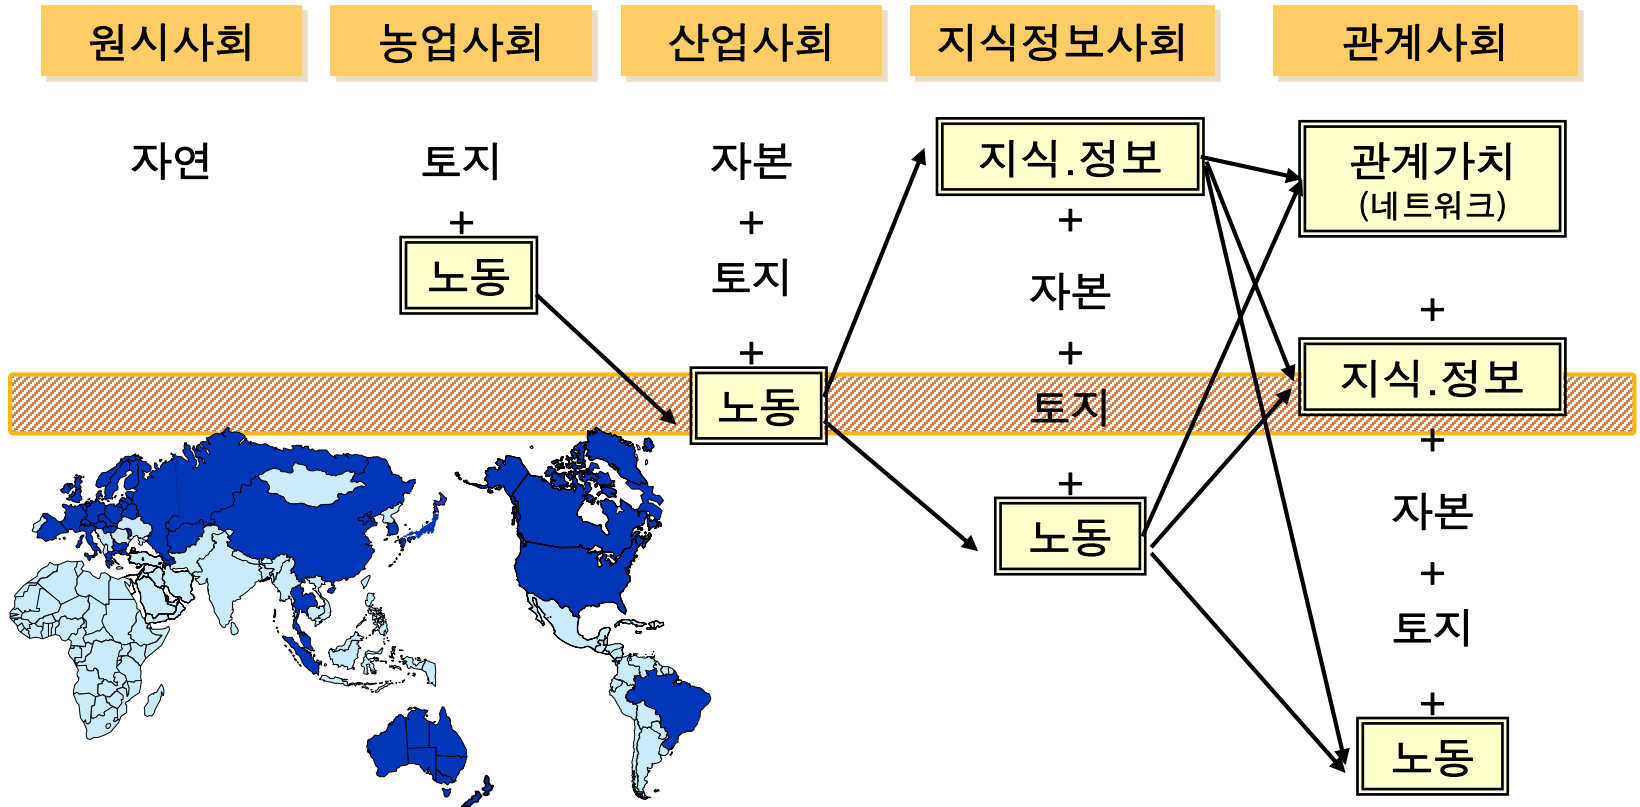 원시사회
농업사회
산업사회
지식정보사회
관계사회
자연
토지
+
노동
자본
+
토지
+
노동
지식.정보
+
자본
+
토지
+
노동
관계가치
(네트워크)
+
지식.정보
+
자본
+
토지
+
노동